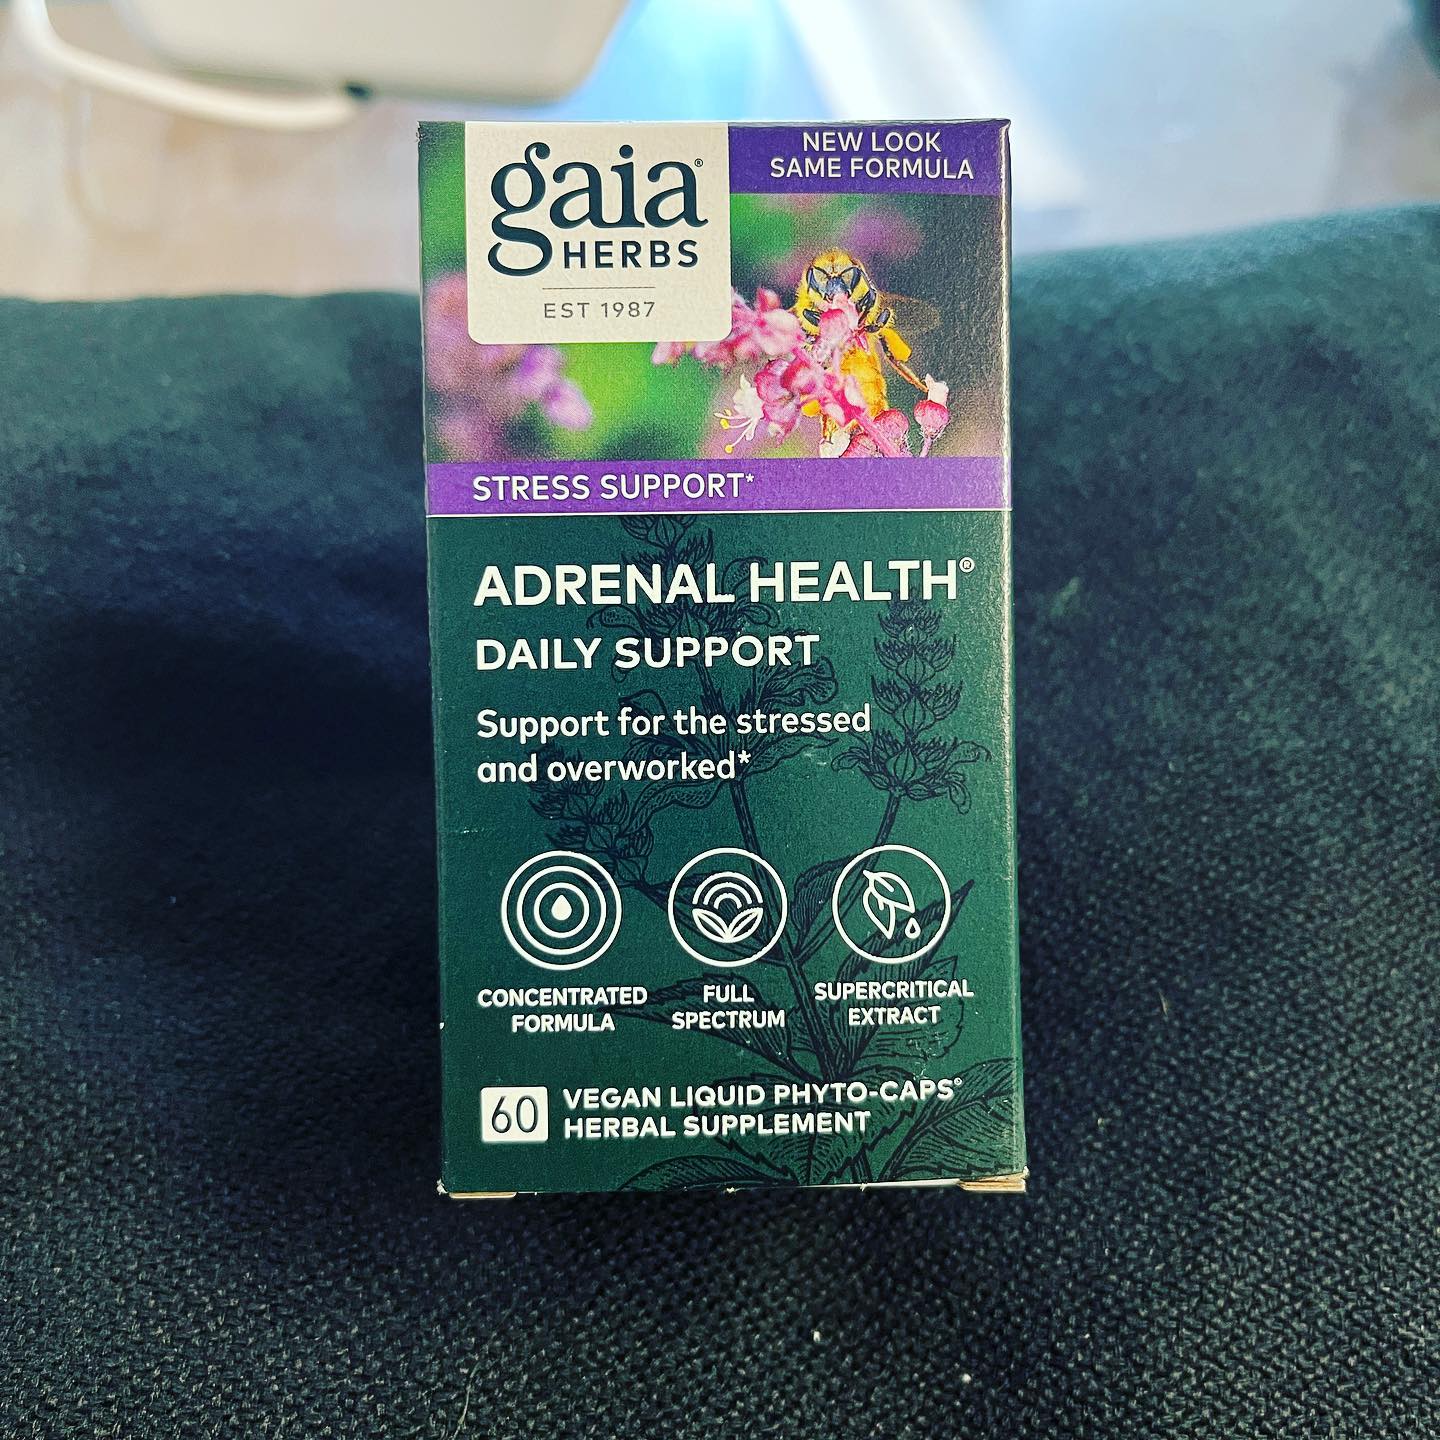 gaia®
HERBS
EST 1987
NEW LOOK
SAME FORMULA
STRESS SUPPORT*
ADRENAL HEALTH®
DAILY SUPPORT
Support for the stressed
and overworked*
CONCENTRATED
FORMULA
FULL
SPECTRUM
SUPERCRITICAL
EXTRACT
60
VEGAN LIQUID PHYTO-CAPS®
HERBAL SUPPLEMENT